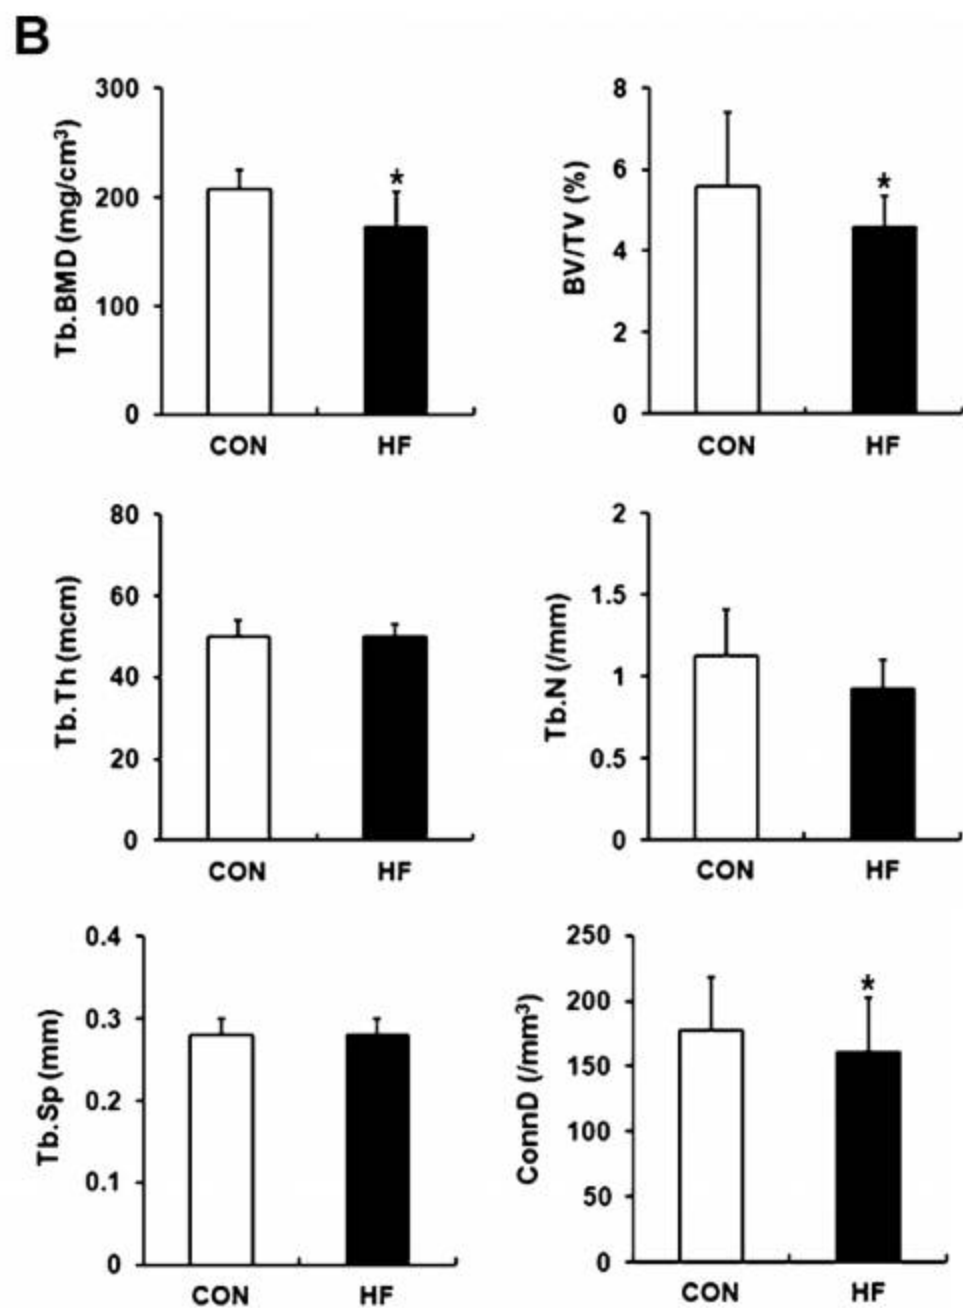 B
Tb.BMD (mg/cm³)
300
200
100
0
*
CON
HF
BV/TV (%)
8
6
4
2
0
*
CON
HF
Tb.Th (mcm)
80
60
40
20
0
CON
HF
Tb.N (/mm)
2
1.5
1
0.5
0
CON
HF
Tb.Sp (mm)
0.4
0.3
0.2
0.1
0
CON
HF
ConnD (/mm³)
250
200
150
100
50
0
*
CON
HF